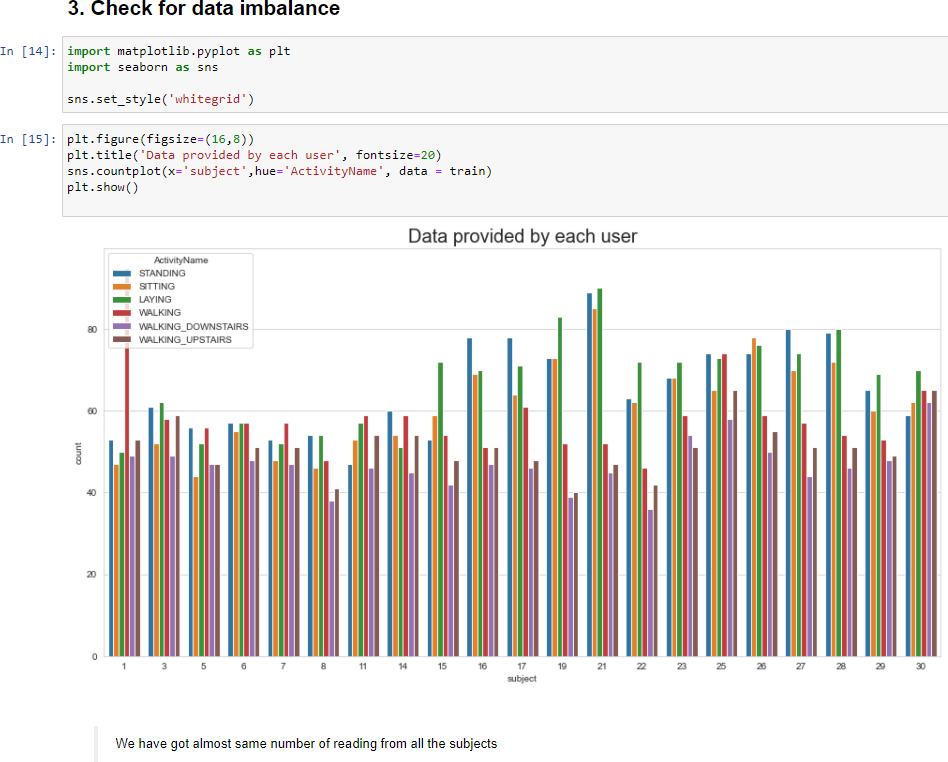 3. Check for data imbalance
In [14]: import matplotlib.pyplot as plt
import seaborn as sns
sns.set_style('whitegrid')
In [15]: plt.figure(figsize=(16,8))
plt.title('Data provided by each user', fontsize=20)
sns.countplot(x='subject',hue='ActivityName', data = train)
plt.show()
Data provided by each user
ActivityName
STANDING
SITTING
LAYING
WALKING
WALKING_DOWNSTAIRS
WALKING_UPSTAIRS
80
60
count
40
20
0
1 3 5 6 7 8 11 14 15 16 17 19 21 22 23 25 26 27 28 29 30
subject
We have got almost same number of reading from all the subjects